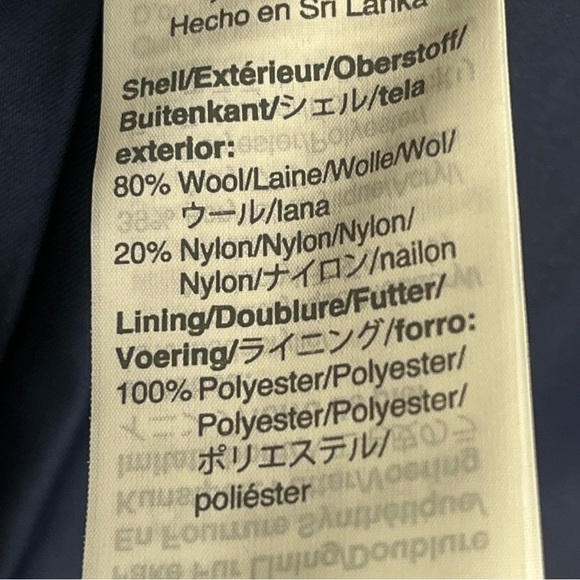 Hecho en Sri Lanka
Shell/Extérieur/Oberstoff/
Buitenkant/シェル/tela
exterior:
80% Wool/Laine/Wolle/Wol/
ウール/lana
20% Nylon/Nylon/Nylon/
Nylon/ナイロン/nailon
Lining/Doublure/Futter/
Voering/ライニング/forro:
100% Polyester/Polyester/
Polyester/Polyester/
ポリエステル/
poliéster